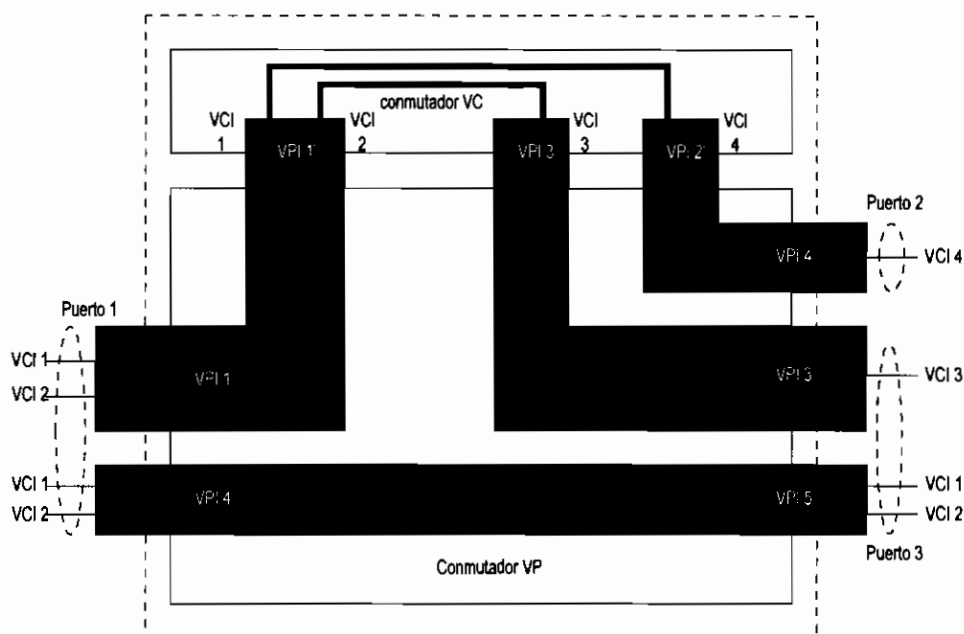 conmutador VC
VCI
1
VPI 1
VCI
2
VPI 3
VCI
3
VPI 2
VCI
4
Puerto 2
VPI 4
VCI 4
Puerto 1
VCI 1
VCI 2
VPI 1
VPI 3
VCI 3
VCI 1
VCI 2
VPI 4
VPI 5
VCI 1
VCI 2
Puerto 3
Conmutador VP